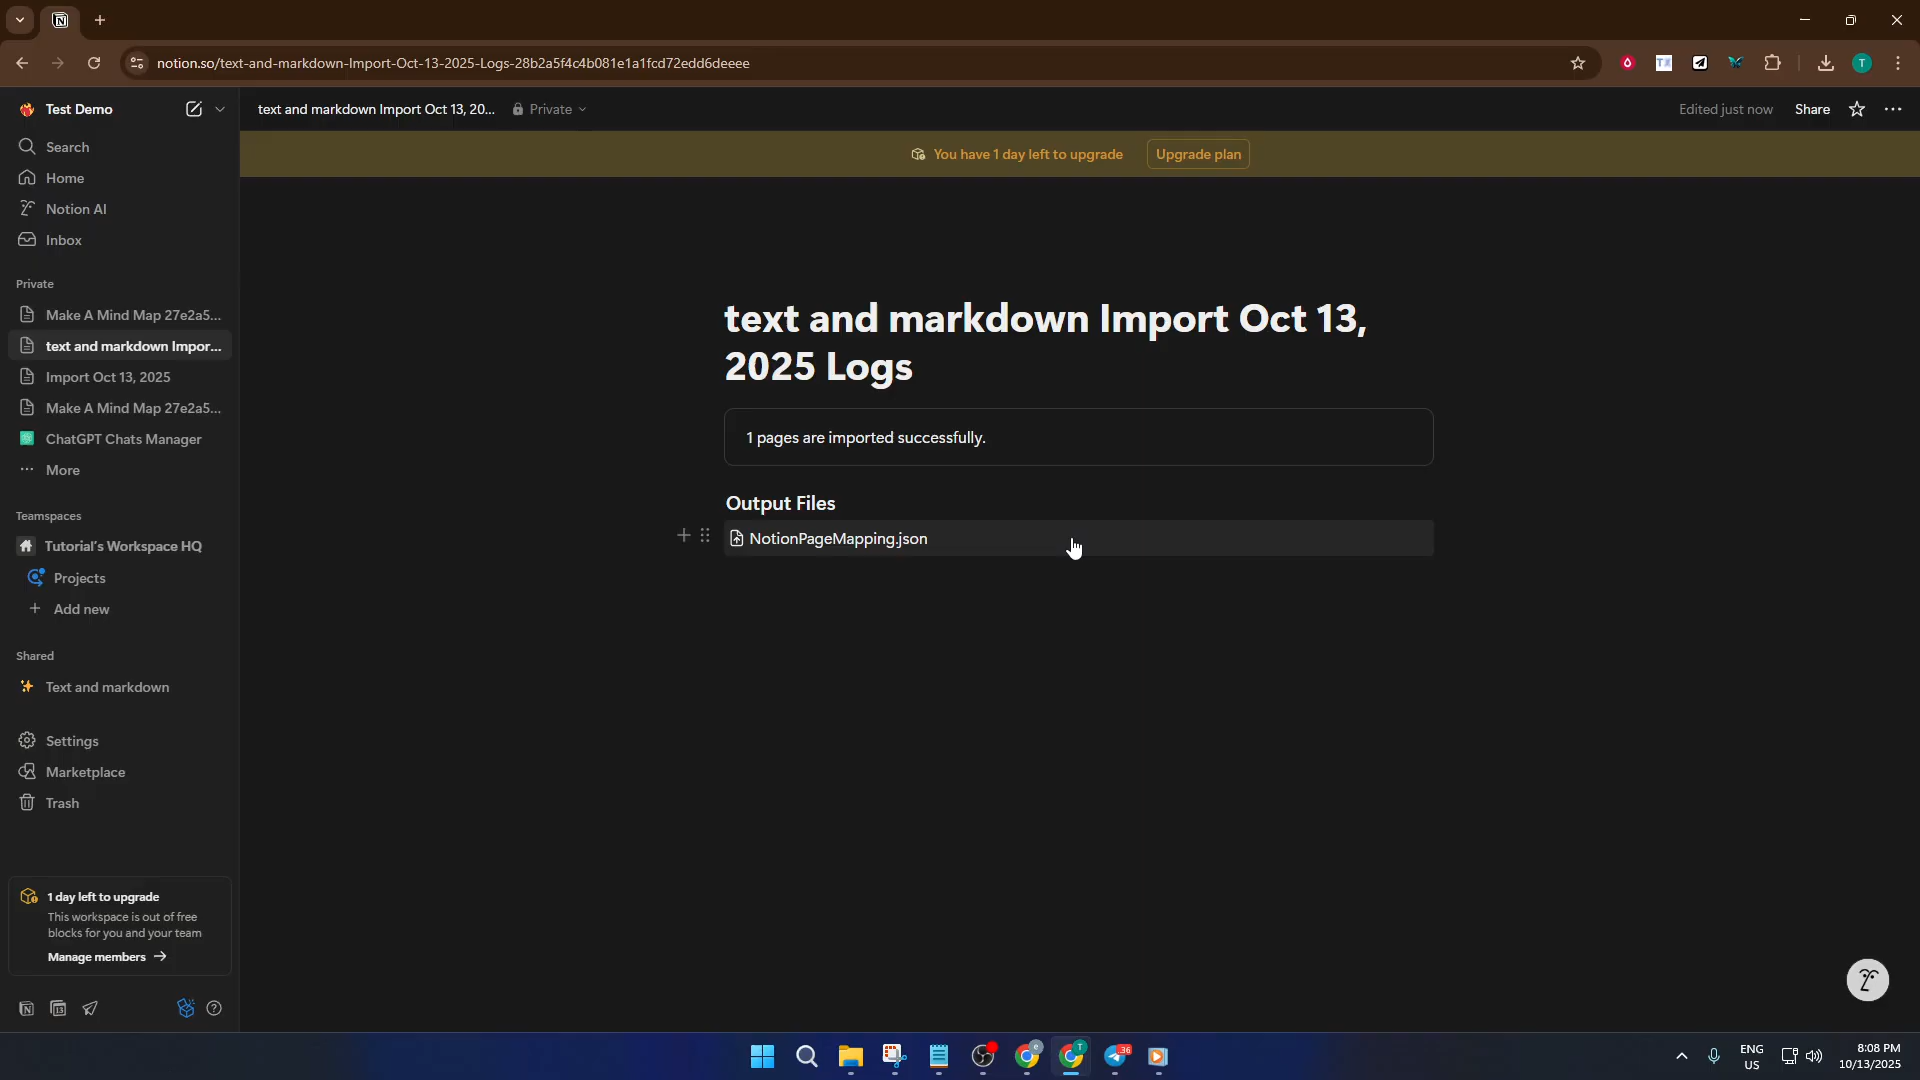 notion.so/text-and-markdown-Import-Oct-13-2025-Logs-28b2a5f4c4b081e1a1fcd72edd6deeee
T
Test Demo
text and markdown Import Oct 13, 20...
Private
Edited just now
Share
You have 1 day left to upgrade
Upgrade plan
Search
Home
Notion AI
Inbox
Private
Make A Mind Map 27e2a5...
text and markdown Impor...
Import Oct 13, 2025
Make A Mind Map 27e2a5...
ChatGPT Chats Manager
More
Teamspaces
Tutorial's Workspace HQ
Projects
Add new
Shared
Text and markdown
Settings
Marketplace
Trash
1 day left to upgrade
This workspace is out of free
blocks for you and your team
Manage members →
text and markdown Import Oct 13,
2025 Logs
1 pages are imported successfully.
Output Files
NotionPageMapping.json
13
36
ENG
US
8:08 PM
10/13/2025